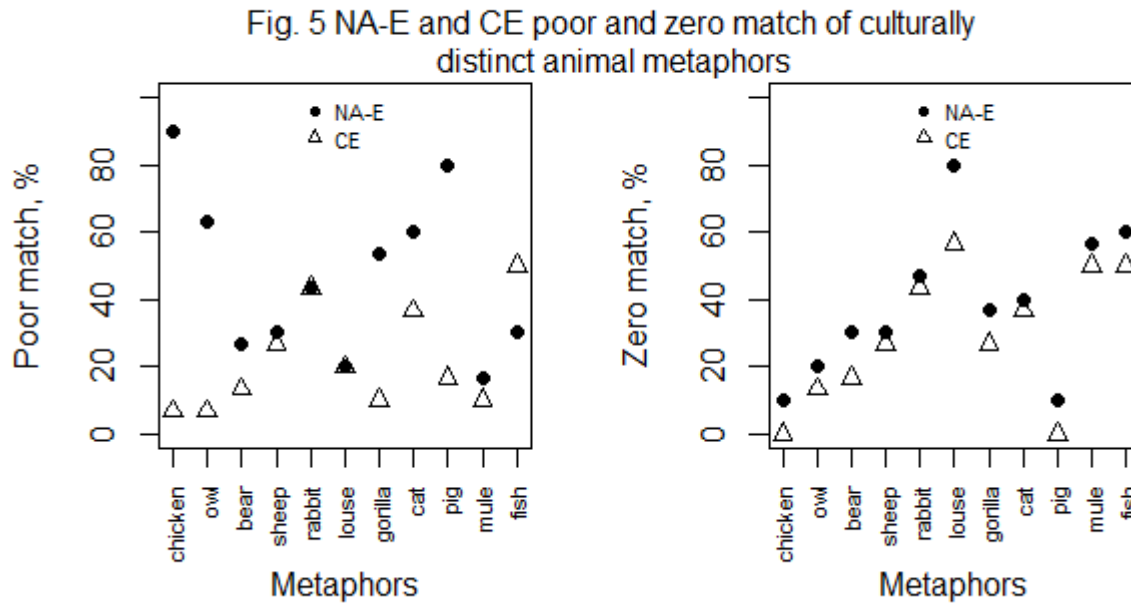 Fig. 5 NA-E and CE poor and zero match of culturally
distinct animal metaphors
Poor match, %
0
20
40
60
80
NA-E
CE
chicken
owl
bear
sheep
rabbit
louse
gorilla
cat
pig
mule
fish
Metaphors
Zero match, %
0
20
40
60
80
NA-E
CE
chicken
owl
bear
sheep
rabbit
louse
gorilla
cat
pig
mule
fish
Metaphors